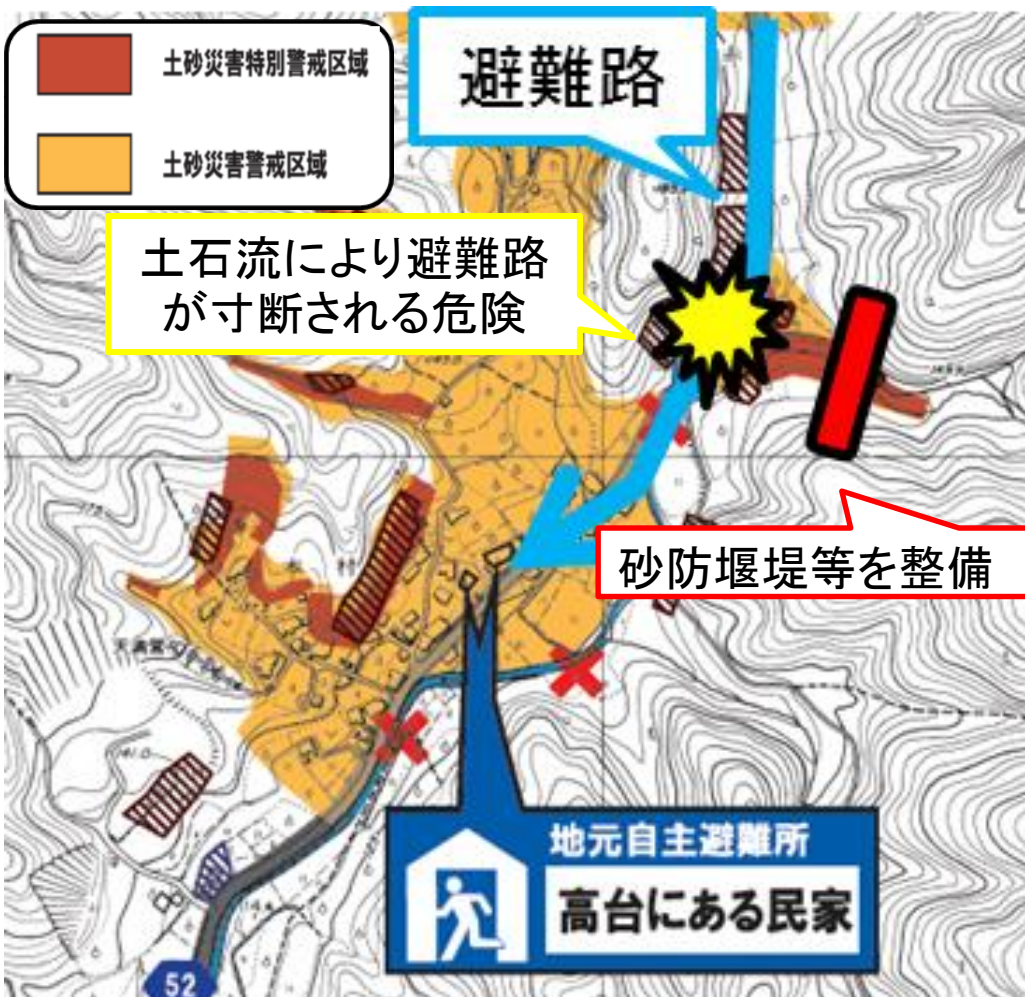 土砂災害特別警戒区域
土砂災害警戒区域
避難路
土石流により避難路
が寸断される危険
砂防堰堤等を整備
地元自主避難所
高台にある民家
52